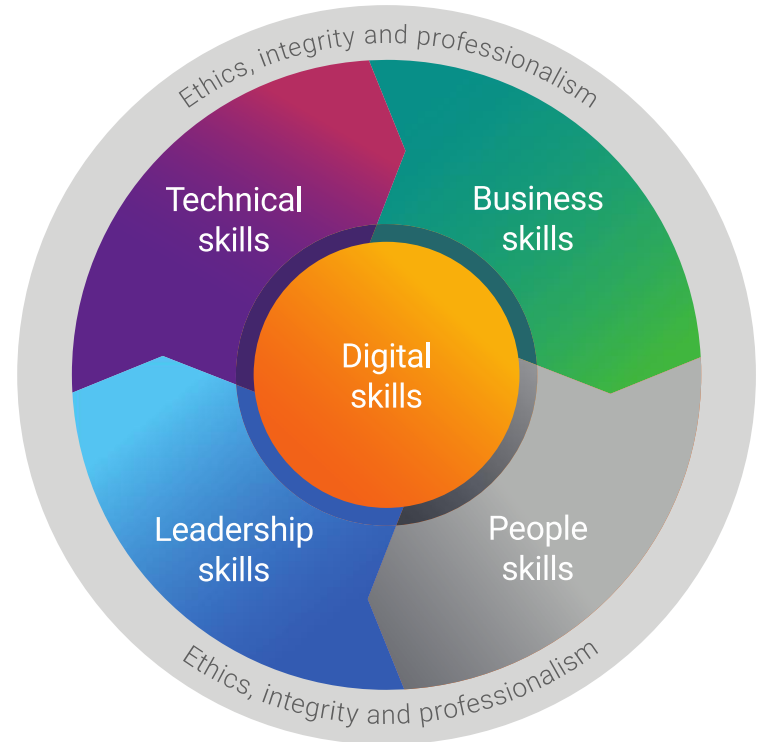 Ethics, integrity and professionalism
Technical
skills
Business
skills
Digital
skills
Leadership
skills
People
skills
Ethics, integrity and professionalism